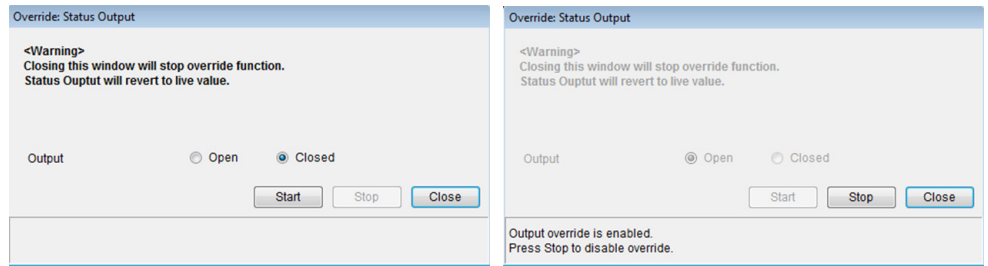 Override: Status Output
<Warning>
Closing this window will stop override function.
Status Ouptut will revert to live value.
Output Open Closed
Start Stop Close
Override: Status Output
<Warning>
Closing this window will stop override function.
Status Ouptut will revert to live value.
Output Open Closed
Start Stop Close
Output override is enabled.
Press Stop to disable override.